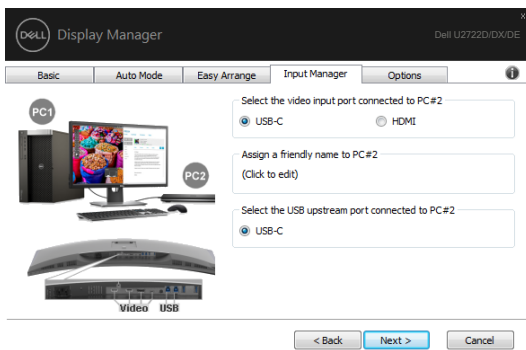 DELL Display Manager
Dell U2722D/DX/DE
x
Basic
Auto Mode
Easy Arrange
Input Manager
Options
i
PC1
PC2
Video USB
Select the video input port connected to PC#2
USB-C
HDMI
Assign a friendly name to PC#2
(Click to edit)
Select the USB upstream port connected to PC#2
USB-C
< Back
Next >
Cancel